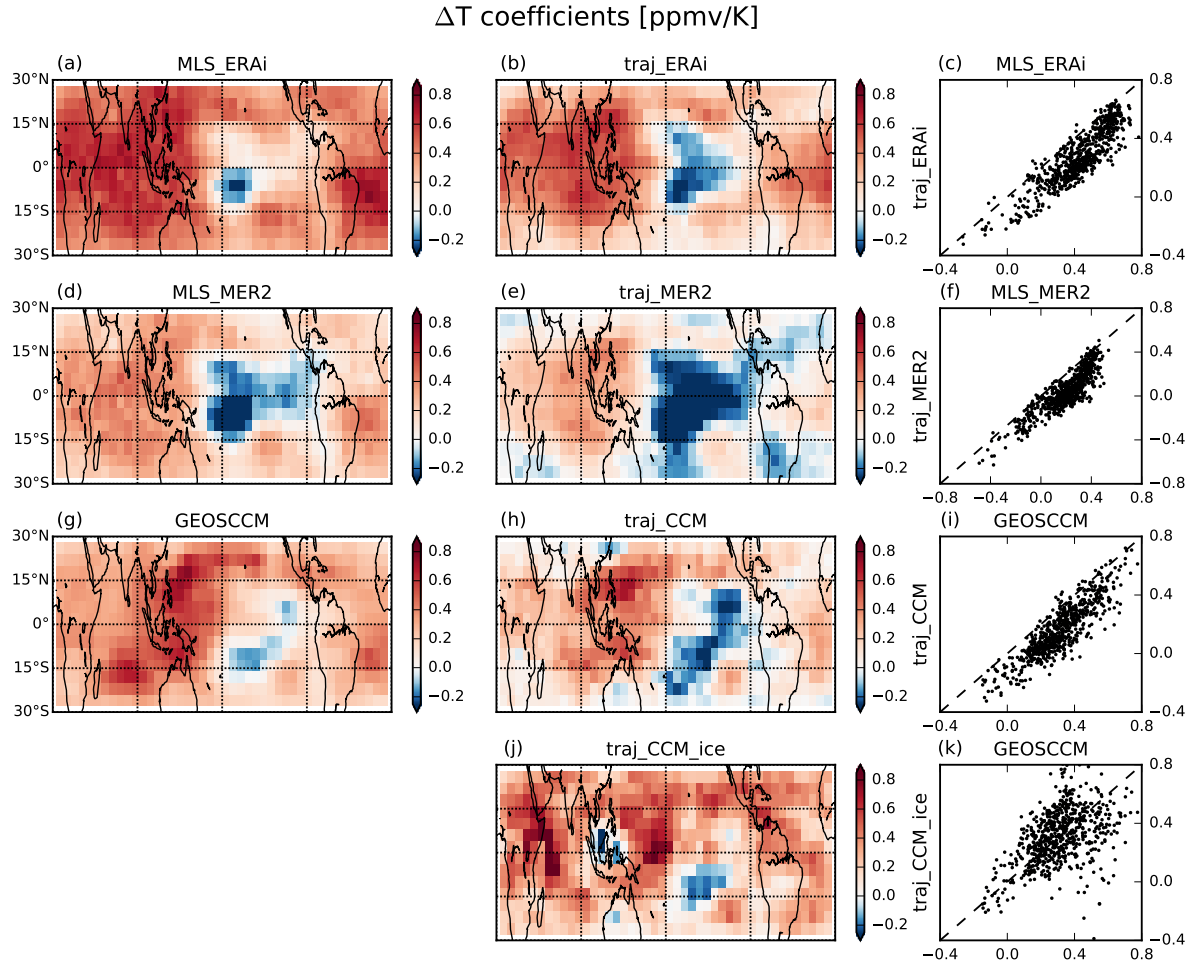 ΔT coefficients [ppmv/K]
(a) MLS_ERAi
30°N
15°N
0°
15°S
30°S
0.8
0.6
0.4
0.2
0.0
−0.2
(b) traj_ERAi
0.8
0.6
0.4
0.2
0.0
−0.2
(c) MLS_ERAi
traj_ERAi
0.8
0.4
0.0
−0.4
−0.4 0.0 0.4 0.8
(d) MLS_MER2
30°N
15°N
0°
15°S
30°S
0.8
0.6
0.4
0.2
0.0
−0.2
(e) traj_MER2
0.8
0.6
0.4
0.2
0.0
−0.2
(f) MLS_MER2
traj_MER2
0.8
0.4
0.0
−0.4
−0.8
−0.8 −0.4 0.0 0.4 0.8
(g) GEOSCCM
30°N
15°N
0°
15°S
30°S
0.8
0.6
0.4
0.2
0.0
−0.2
(h) traj_CCM
0.8
0.6
0.4
0.2
0.0
−0.2
(i) GEOSCCM
traj_CCM
0.8
0.4
0.0
−0.4
−0.4 0.0 0.4 0.8
(j) traj_CCM_ice
0.8
0.6
0.4
0.2
0.0
−0.2
(k) GEOSCCM
traj_CCM_ice
0.8
0.4
0.0
−0.4
−0.4 0.0 0.4 0.8